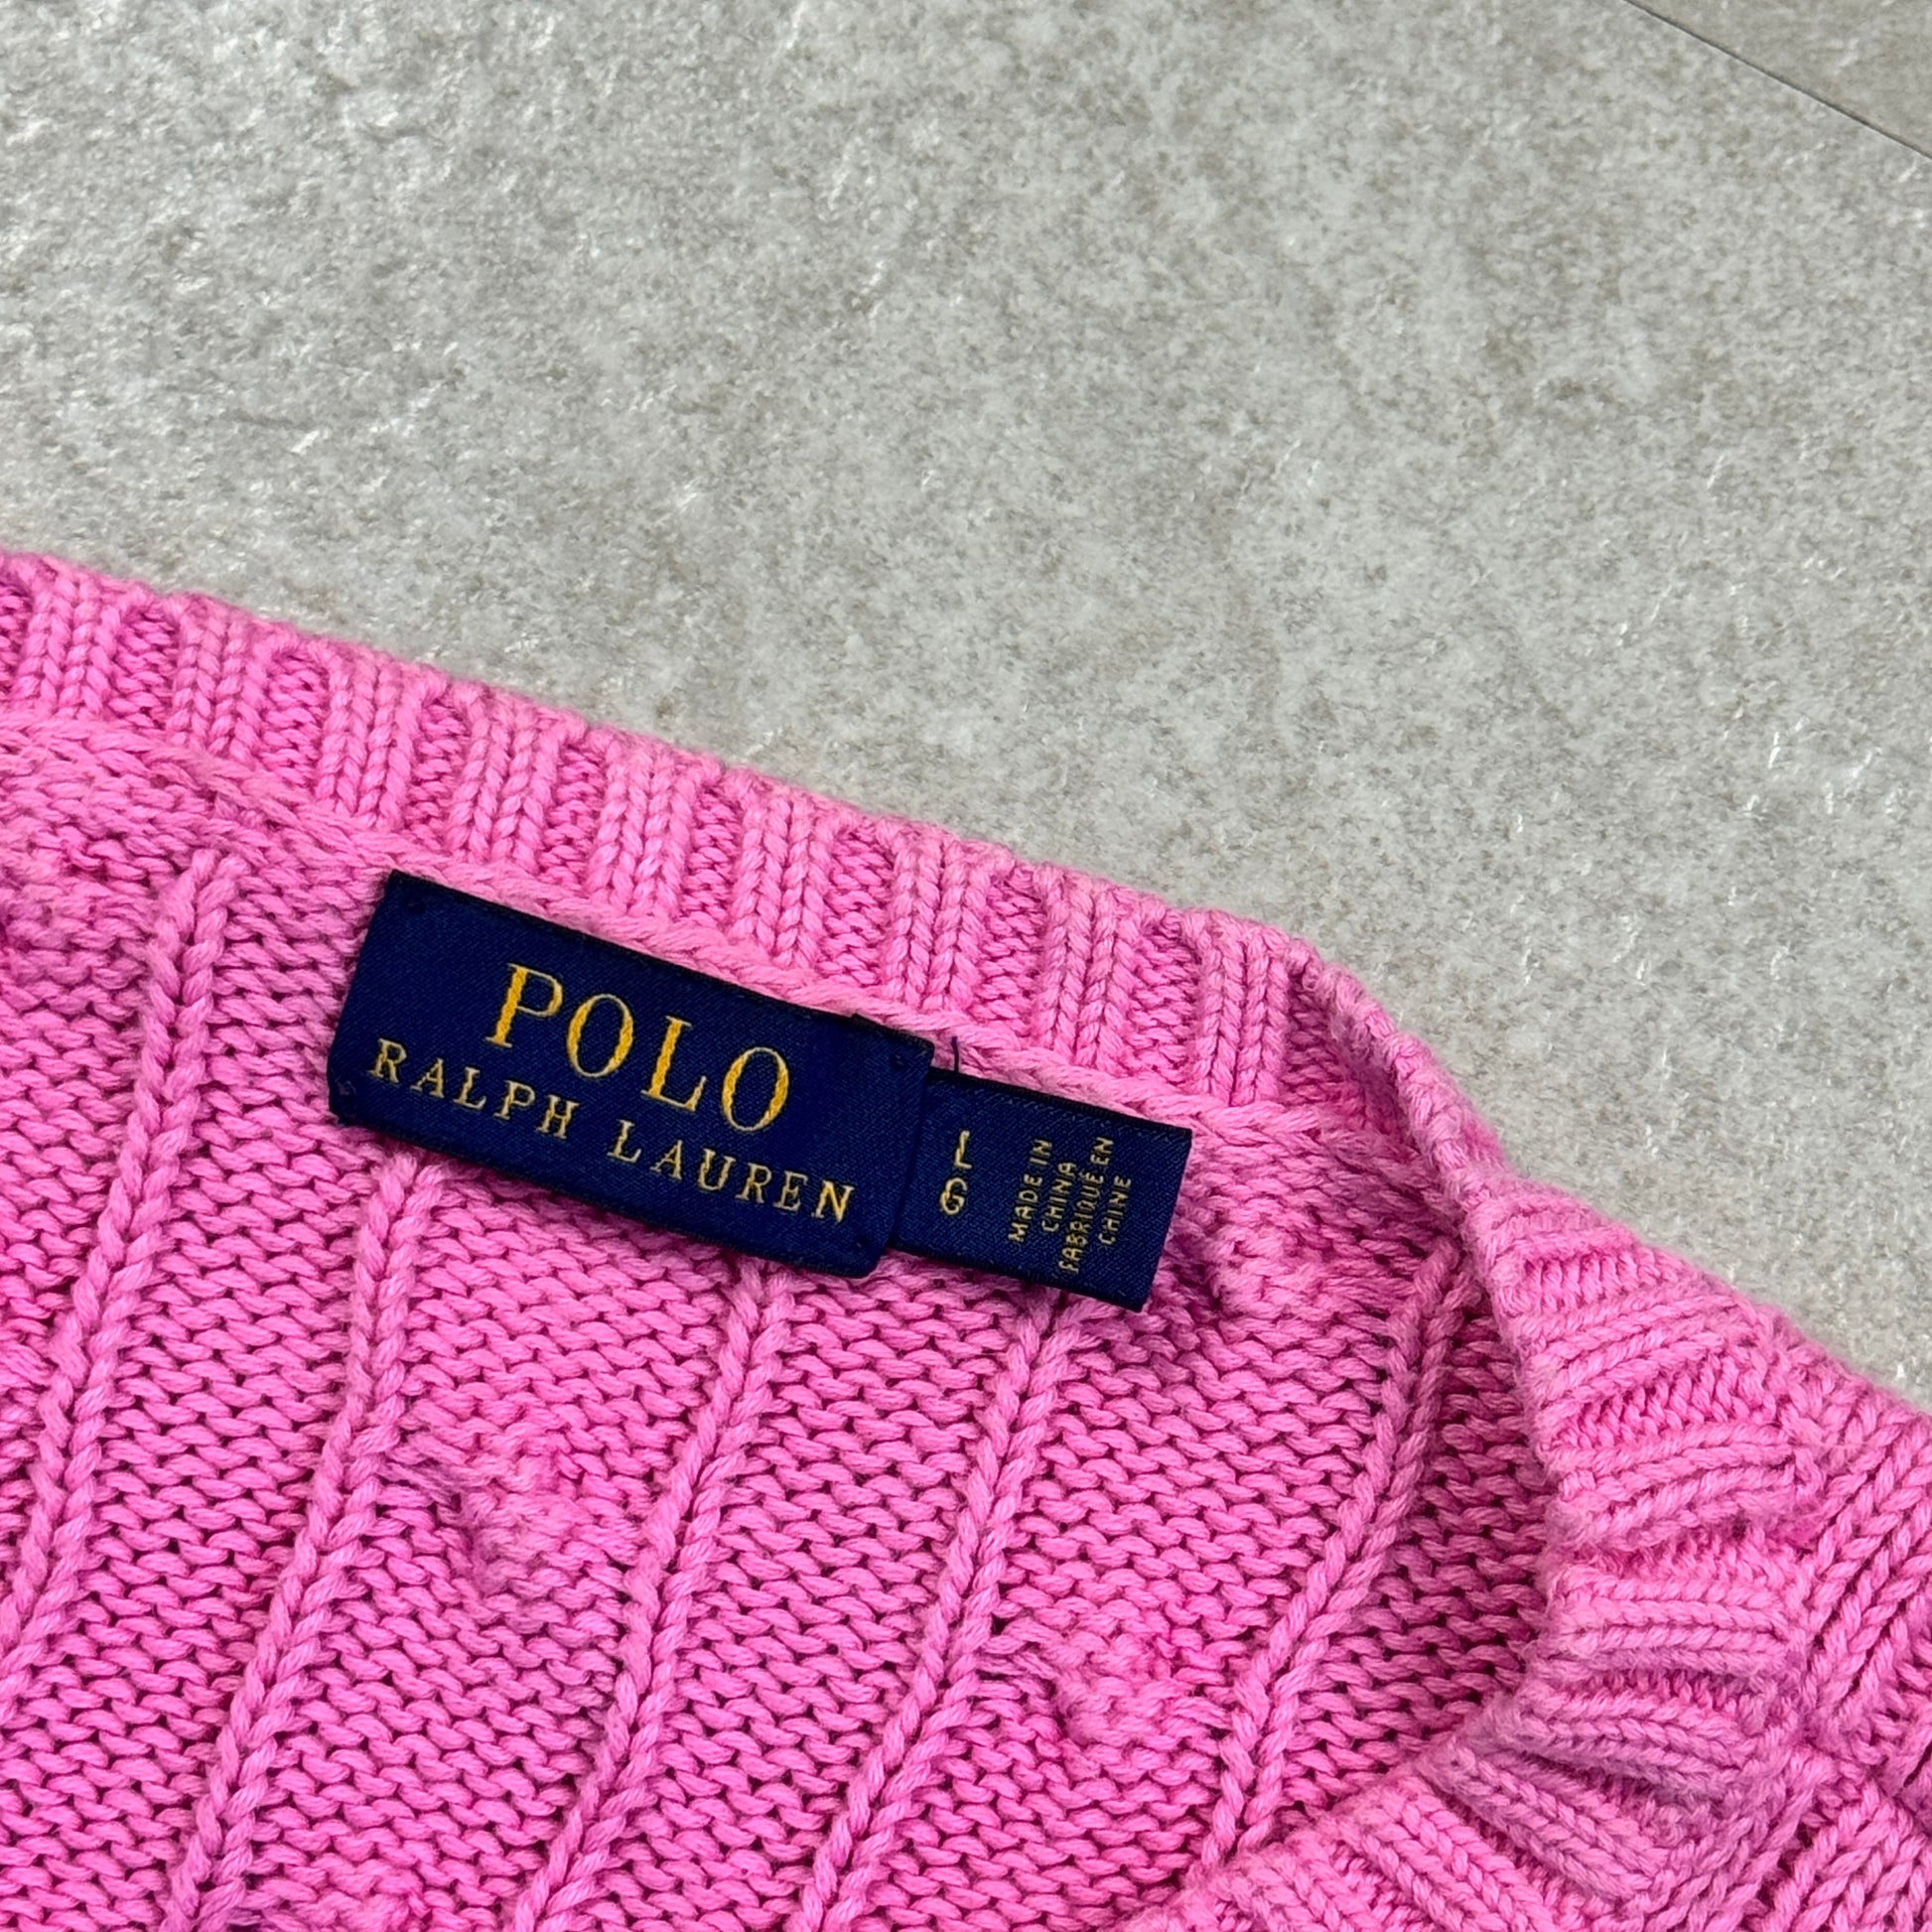 POLO
RALPH LAUREN
L
G
MADE IN
CHINA
FABRIQUÉ EN
CHINE